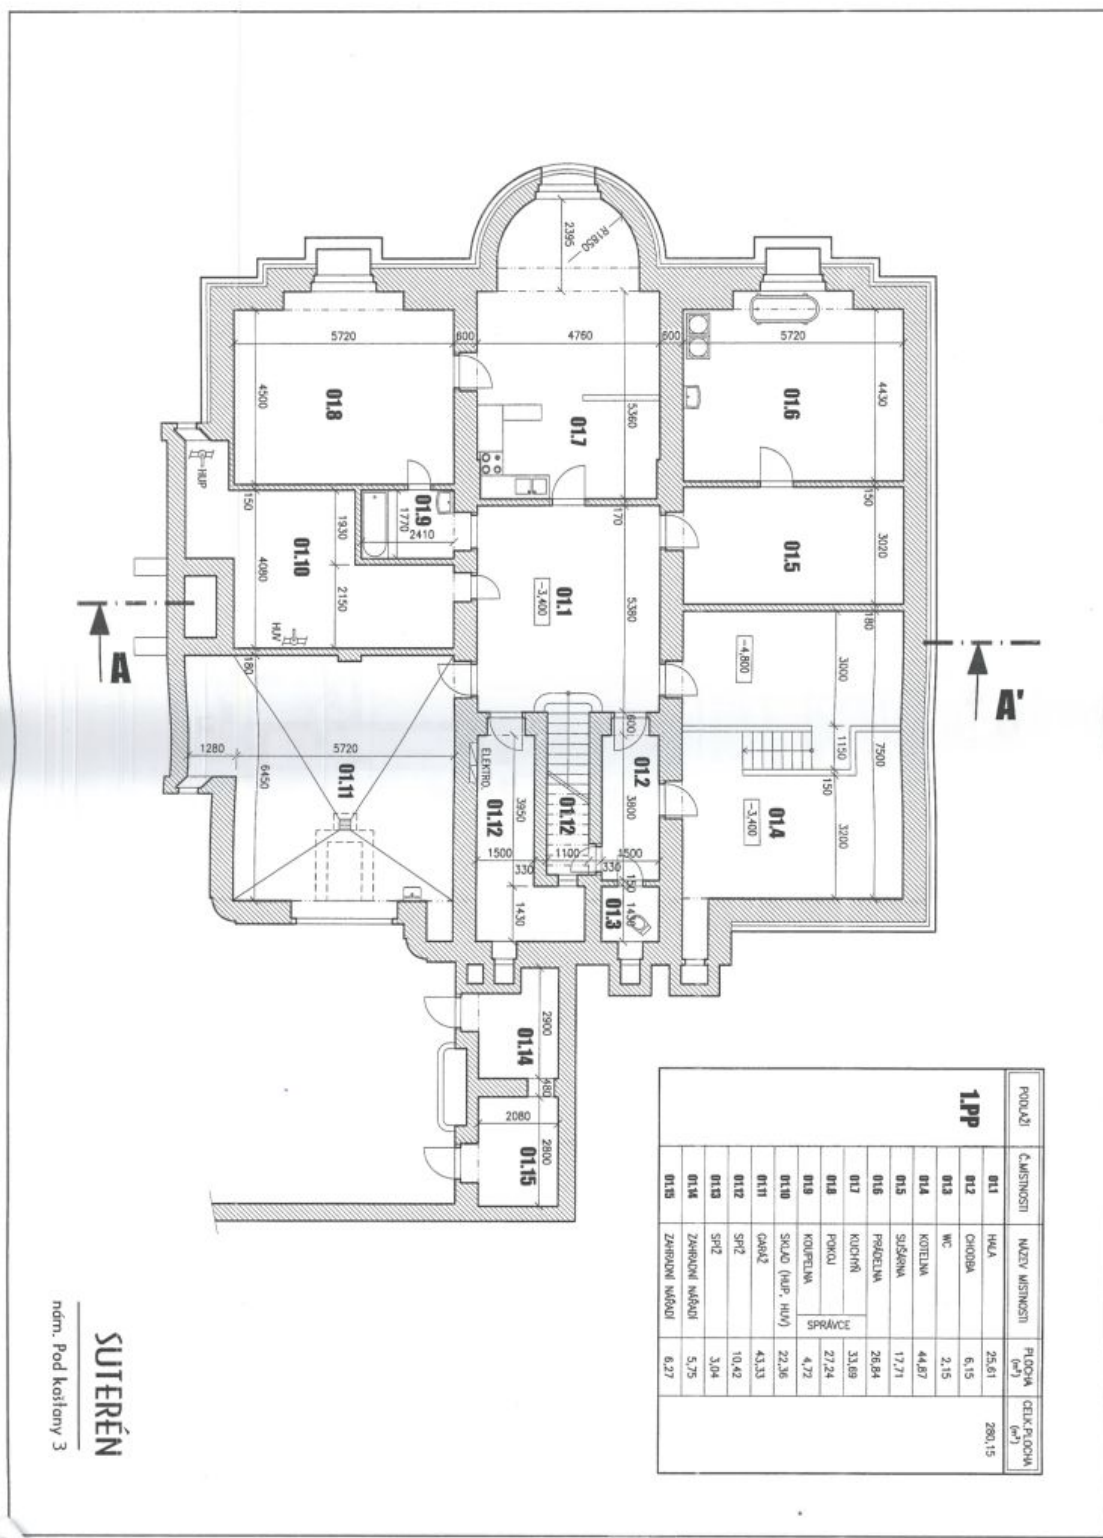 2395
R1850
5720
600
4760
600
5720
4500
5360
4430
01.8
01.7
01.6
HUP
150
1930
01.9
1770
2410
170
150
01.10
4080
2150
HUV
01.1
-3,400
5380
01.5
3020
180
A
A'
180
-4,800
3000
1280
5720
6450
01.11
ELEKTRO.
3950
01.12
1500
330
1430
01.12
1100
600
01.2
3800
330
1500
150
01.3
1430
1150
7500
150
-3,400
01.4
3200
2900
01.14
480
2080
2800
01.15
PODLAŽÍ Č.MÍSTNOSTI NÁZEV MÍSTNOSTI PLOCHA (m²) CELK.PLOCHA (m²)
1.PP
01.1 HALA 25,61 280,15
01.2 CHODBA 6,15
01.3 WC 2,15
01.4 KOTELNA 44,87
01.5 SUŠÁRNA 17,71
01.6 PRÁDELNA 26,84
01.7 KUCHYŇ 33,69
01.8 POKOJ SPRÁVCE 27,24
01.9 KOUPELNA 4,72
01.10 SKLAD (HUP, HUV) 22,36
01.11 GARÁŽ 43,33
01.12 SPÍŽ 10,42
01.13 SPÍŽ 3,04
01.14 ZAHRADNÍ NÁŘADÍ 5,75
01.15 ZAHRADNÍ NÁŘADÍ 6,27
SUTERÉN
nám. Pod kaštany 3